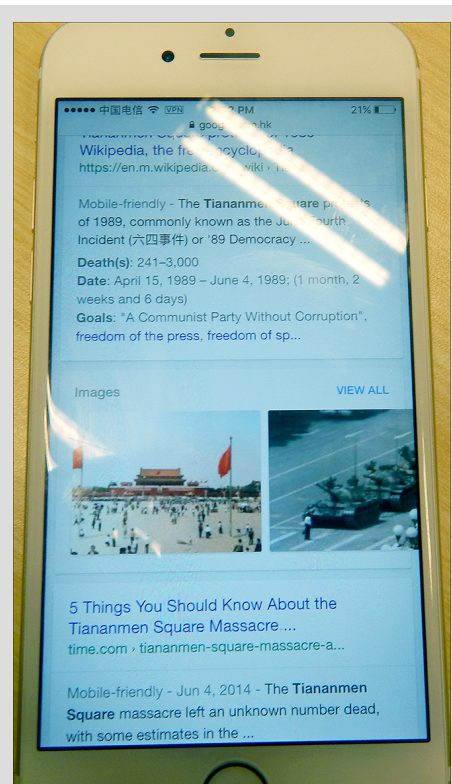 中国电信 VPN PM 21%
Wikipedia, the
https://en.m.wikipedia. wiki ›
Mobile-friendly - The Tiananmen Square
of 1989, commonly known as the June Fourth
Incident (六四事件) or '89 Democracy ...
Death(s): 241–3,000
Date: April 15, 1989 – June 4, 1989; (1 month, 2
weeks and 6 days)
Goals: "A Communist Party Without Corruption",
freedom of the press, freedom of sp...
Images VIEW ALL
5 Things You Should Know About the
Tiananmen Square Massacre ...
time.com › tiananmen-square-massacre-a...
Mobile-friendly - Jun 4, 2014 - The Tiananmen
Square massacre left an unknown number dead,
with some estimates in the ...